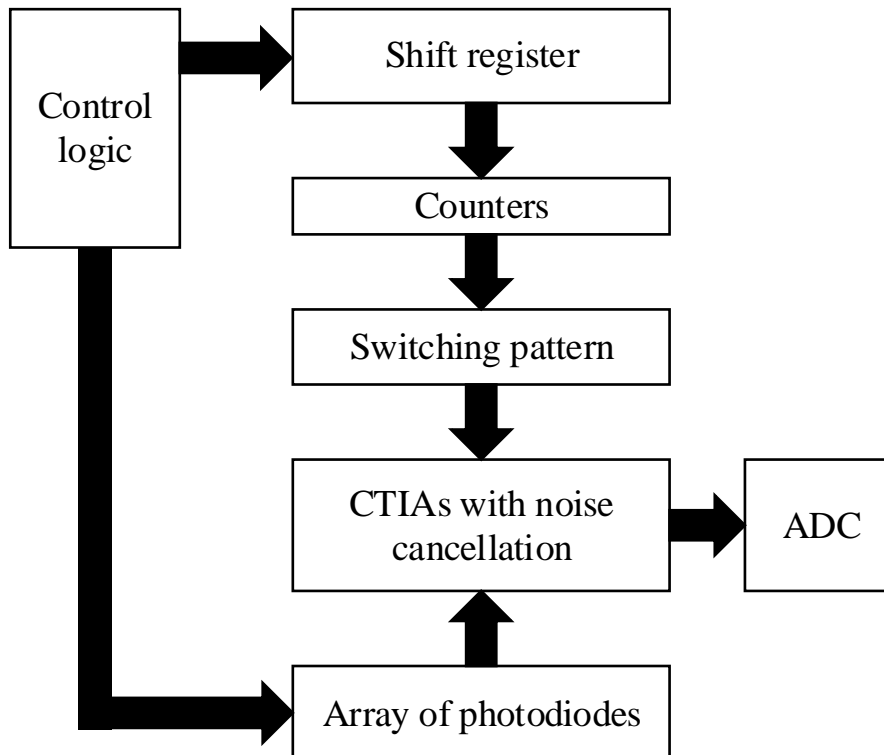 Control
logic
Shift register
Counters
Switching pattern
CTIAs with noise
cancellation
ADC
Array of photodiodes